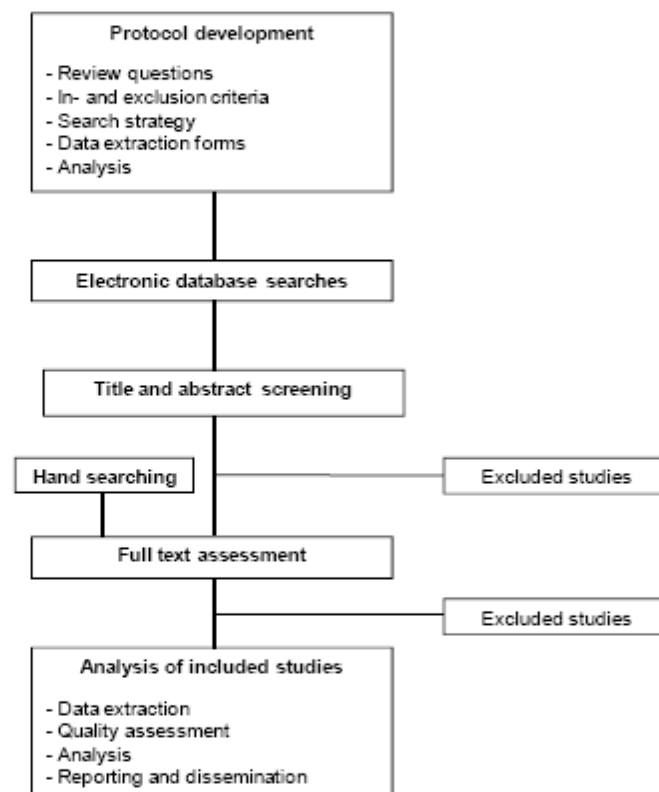 Protocol development
- Review questions
- In- and exclusion criteria
- Search strategy
- Data extraction forms
- Analysis
Electronic database searches
Title and abstract screening
Hand searching
Excluded studies
Full text assessment
Excluded studies
Analysis of included studies
- Data extraction
- Quality assessment
- Analysis
- Reporting and dissemination